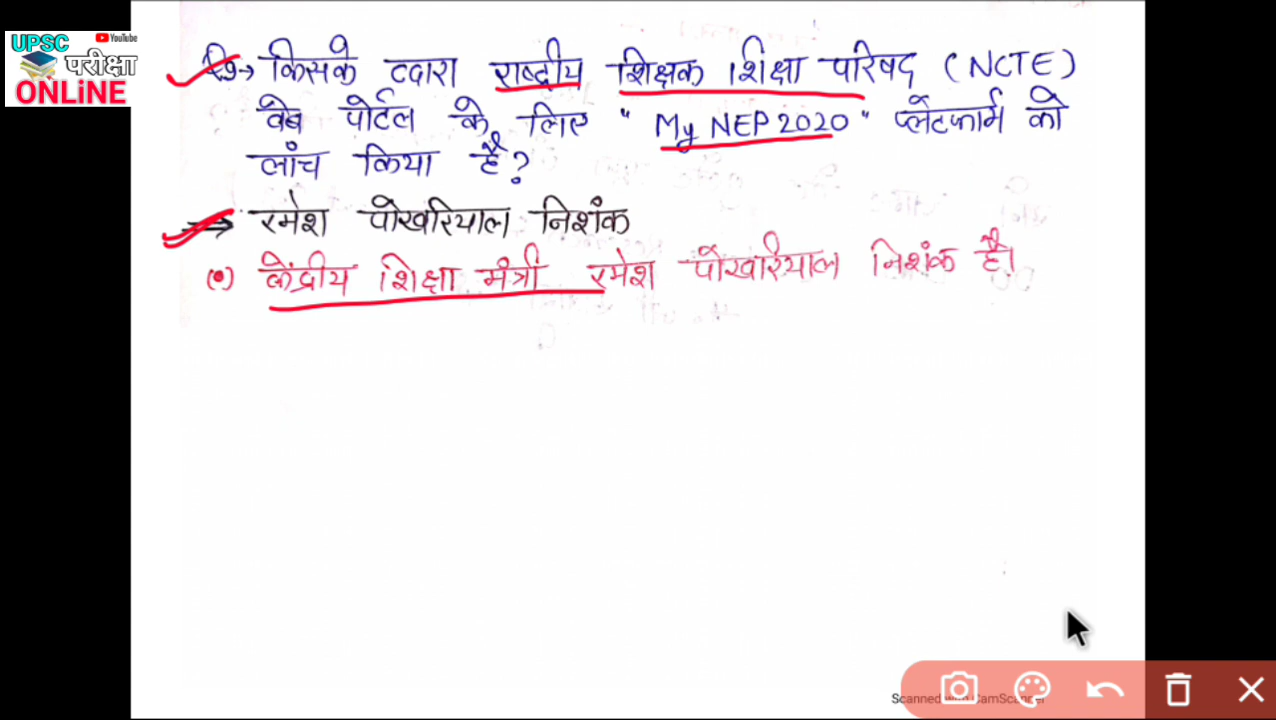 UPSC YouTube
परीक्षा
ONLiNE
किसके द्वारा राष्ट्रीय शिक्षक शिक्षा परिषद (NCTE)
वेब पोर्टल के लिए "My NEP 2020" प्लेटफार्म को
लांच किया है?
⇒ रमेश पोखरियाल निशंक
(•) केंद्रीय शिक्षा मंत्री रमेश पोखरियाल निशंक है।
Scanned with CamScanner